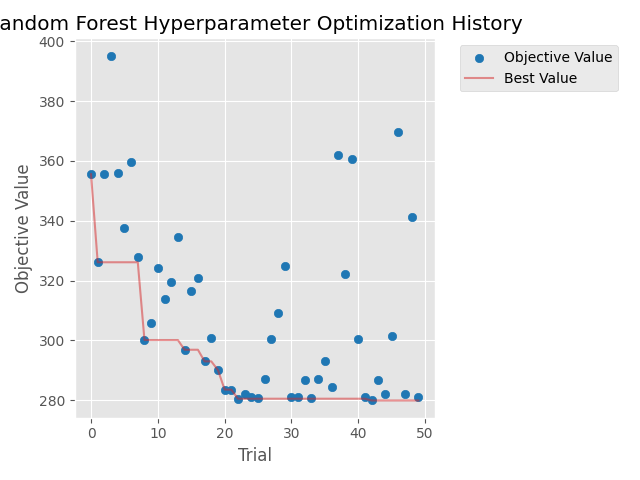 andom Forest Hyperparameter Optimization History
Objective Value
Best Value
400
380
360
340
320
300
280
Objective Value
0 10 20 30 40 50
Trial